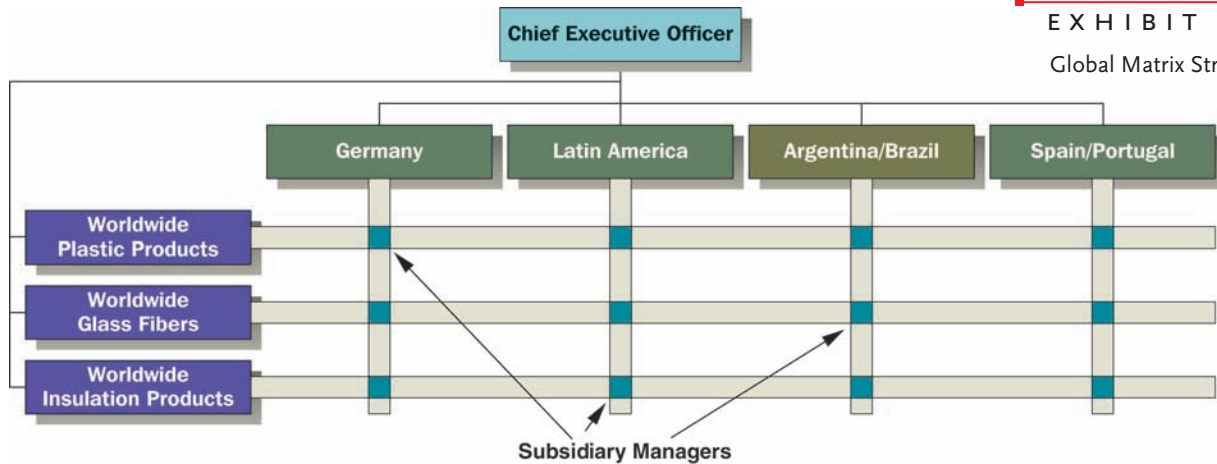 Chief Executive Officer
EXHIBIT
Global Matrix Str
Germany
Latin America
Argentina/Brazil
Spain/Portugal
Worldwide
Plastic Products
Worldwide
Glass Fibers
Worldwide
Insulation Products
Subsidiary Managers